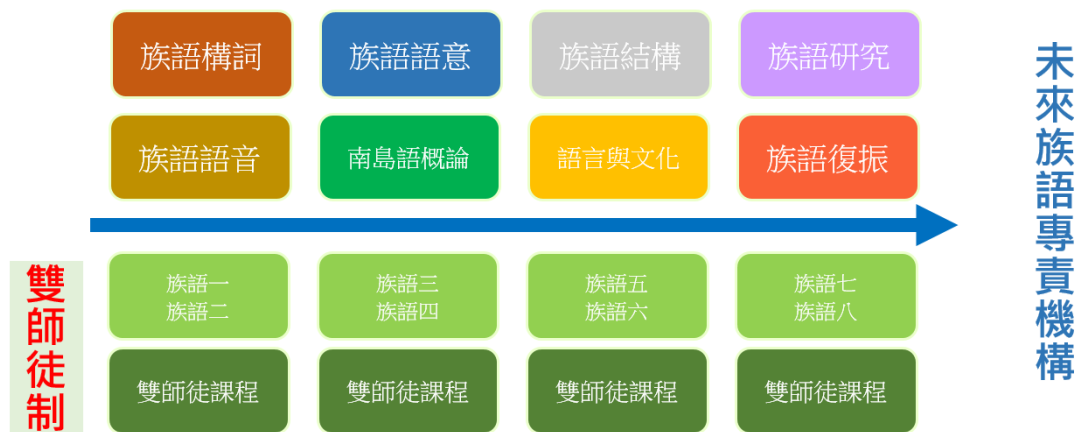 族語構詞
族語語意
族語結構
族語研究
族語語音
南島語概論
語言與文化
族語復振
未來族語專責機構
雙師徒制
族語一
族語二
族語三
族語四
族語五
族語六
族語七
族語八
雙師徒課程
雙師徒課程
雙師徒課程
雙師徒課程